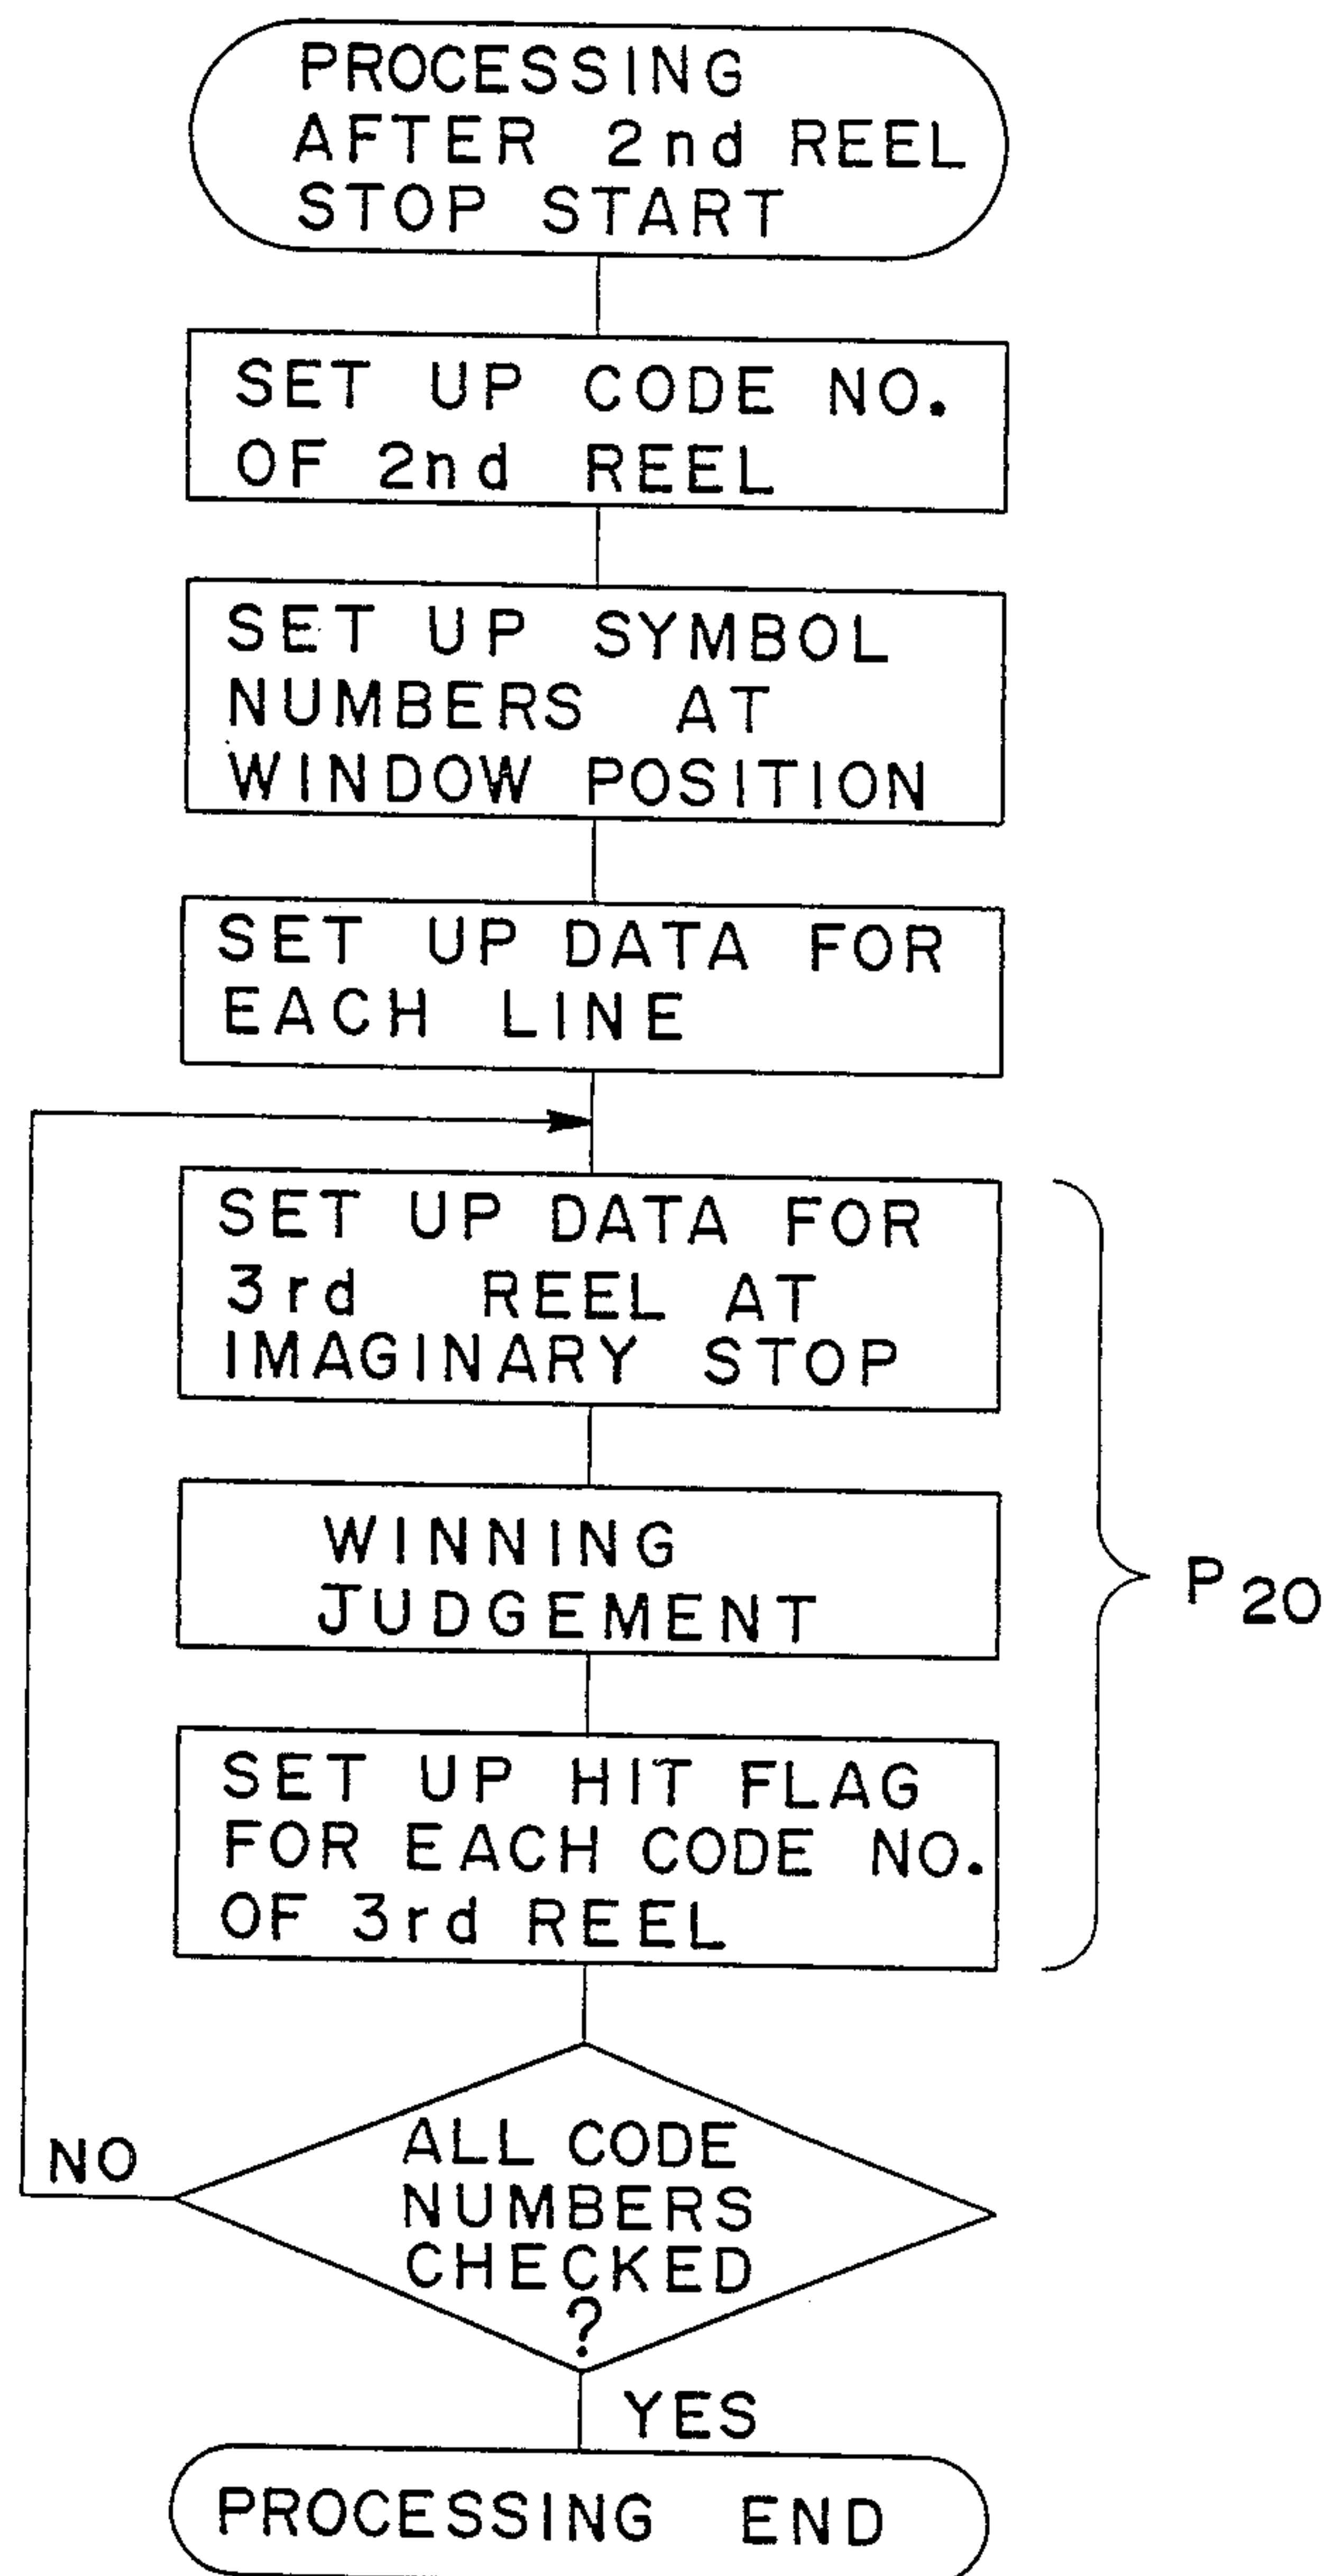 PROCESSING
AFTER 2nd REEL
STOP START
SET UP CODE NO.
OF 2nd REEL
SET UP SYMBOL
NUMBERS AT
WINDOW POSITION
SET UP DATA FOR
EACH LINE
SET UP DATA FOR
3rd REEL AT
IMAGINARY STOP
WINNING
JUDGEMENT
P20
SET UP HIT FLAG
FOR EACH CODE NO.
OF 3rd REEL
ALL CODE
NUMBERS
CHECKED
?
NO
YES
PROCESSING END